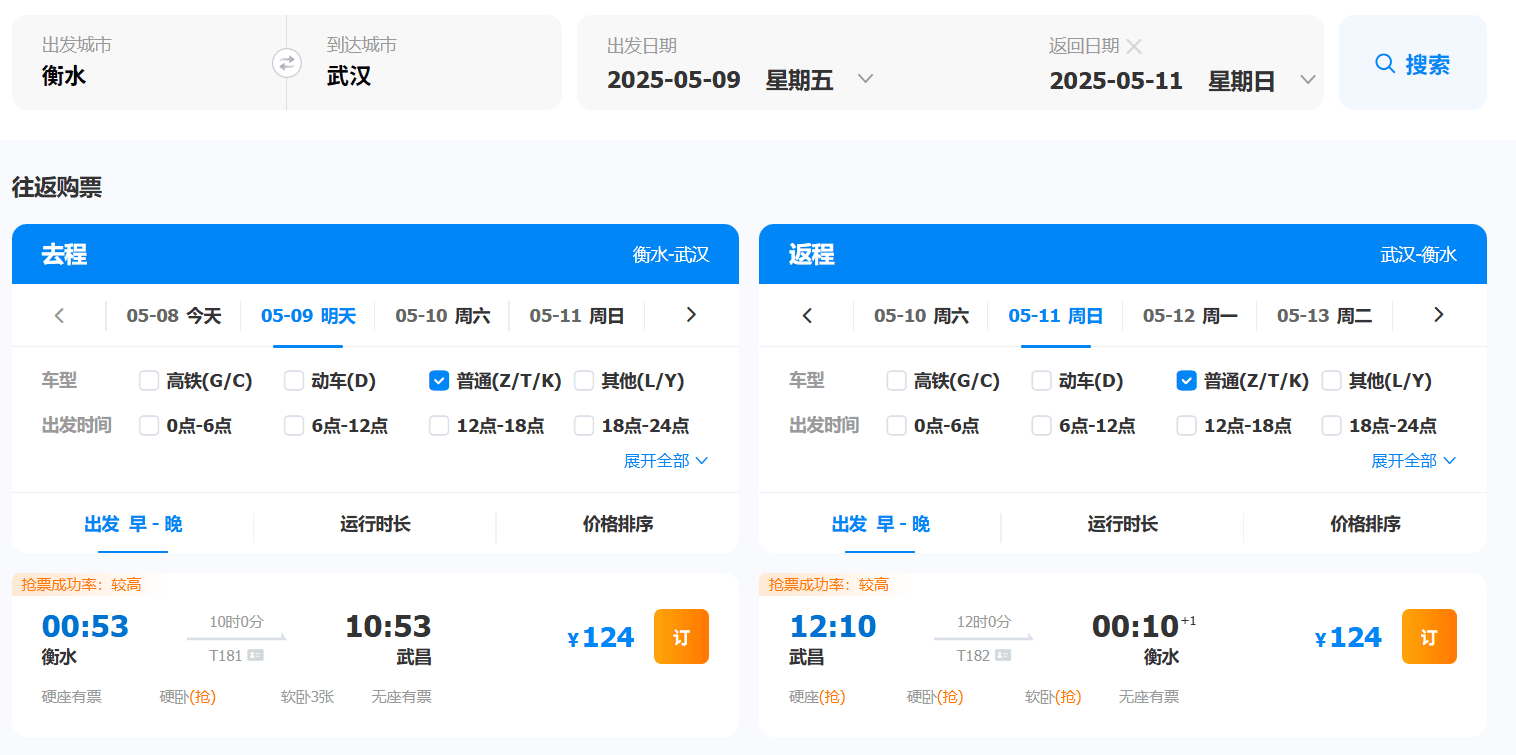 出发城市
衡水
到达城市
武汉
出发日期
2025-05-09 星期五
返回日期
2025-05-11 星期日
搜索
往返购票
去程 衡水-武汉
05-08 今天 05-09 明天 05-10 周六 05-11 周日
车型 高铁(G/C) 动车(D) 普通(Z/T/K) 其他(L/Y)
出发时间 0点-6点 6点-12点 12点-18点 18点-24点
展开全部
出发 早 - 晚 运行时长 价格排序
抢票成功率：较高
00:53 10时0分 10:53 ¥124 订
衡水 T181 武昌
硬座有票 硬卧(抢) 软卧3张 无座有票
返程 武汉-衡水
05-10 周六 05-11 周日 05-12 周一 05-13 周二
车型 高铁(G/C) 动车(D) 普通(Z/T/K) 其他(L/Y)
出发时间 0点-6点 6点-12点 12点-18点 18点-24点
展开全部
出发 早 - 晚 运行时长 价格排序
抢票成功率：较高
12:10 12时0分 00:10+1 ¥124 订
武昌 T182 衡水
硬座(抢) 硬卧(抢) 软卧(抢) 无座有票